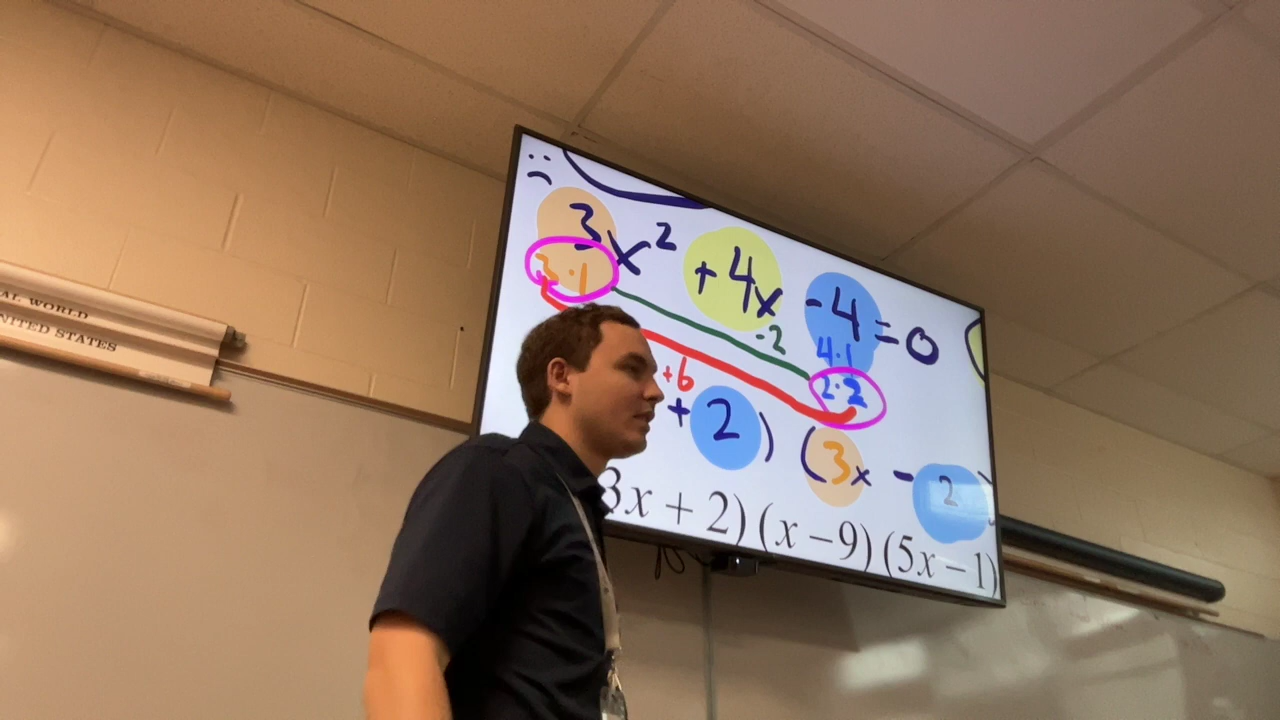 3x² +4x -4 = 0
3·1
4·1
-2
2·2
+6
+ 2) (3x - 2)
3x + 2)(x − 9)(5x − 1)
AL WORLD
NITED STATES